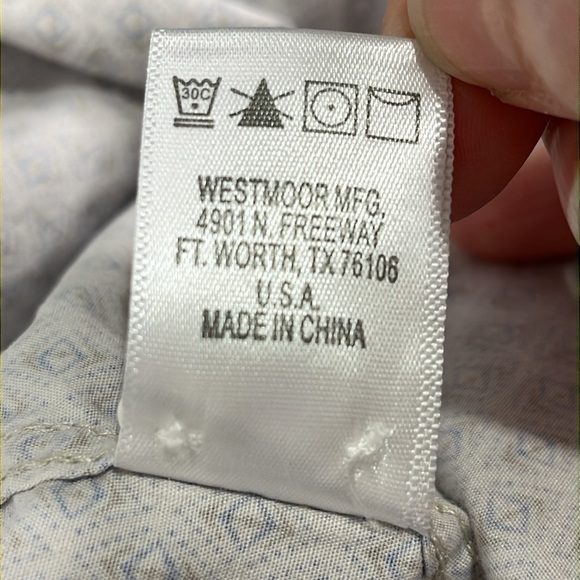 30C
WESTMOOR MFG.
4901 N. FREEWAY
FT. WORTH, TX 76106
U.S.A.
MADE IN CHINA